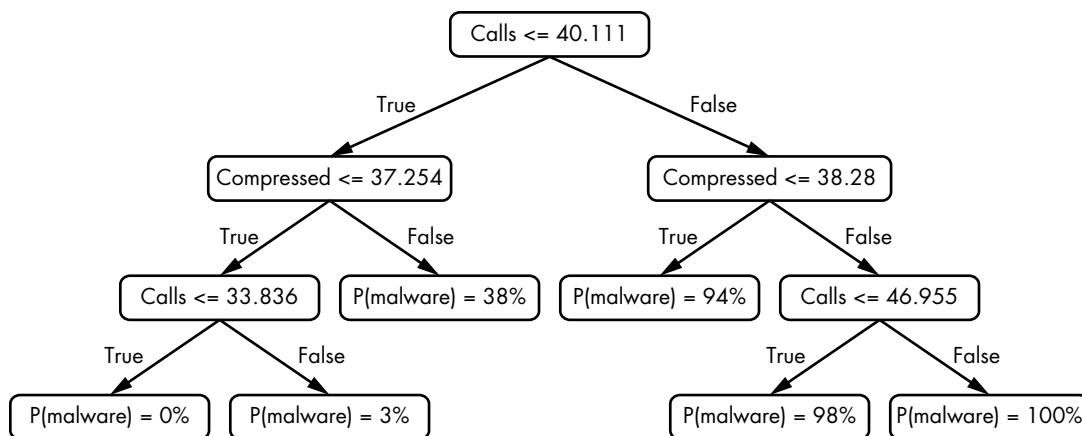 Calls <= 40.111
True
False
Compressed <= 37.254
Compressed <= 38.28
True
False
True
False
Calls <= 33.836
P(malware) = 38%
P(malware) = 94%
Calls <= 46.955
True
False
True
False
P(malware) = 0%
P(malware) = 3%
P(malware) = 98%
P(malware) = 100%